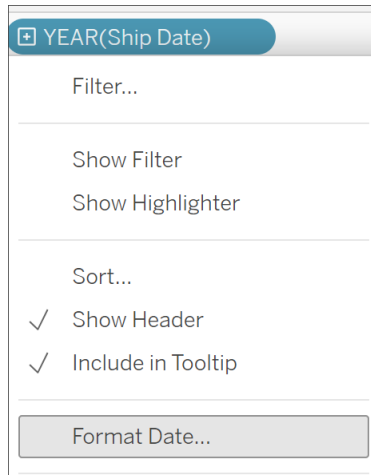 YEAR(Ship Date)
Filter...
Show Filter
Show Highlighter
Sort...
Show Header
Include in Tooltip
Format Date...